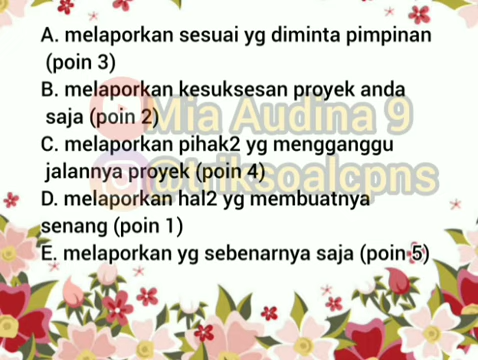 A. melaporkan sesuai yg diminta pimpinan
(poin 3)
B. melaporkan kesuksesan proyek anda
saja (poin 2)
Mia Audina 9
C. melaporkan pihak2 yg mengganggu
jalannya proyek (poin 4)
@triksoalcpns
D. melaporkan hal2 yg membuatnya
senang (poin 1)
E. melaporkan yg sebenarnya saja (poin 5)